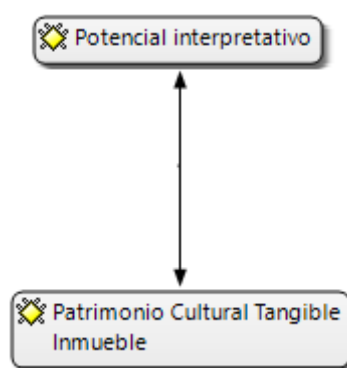 Potencial interpretativo
Patrimonio Cultural Tangible
Inmueble